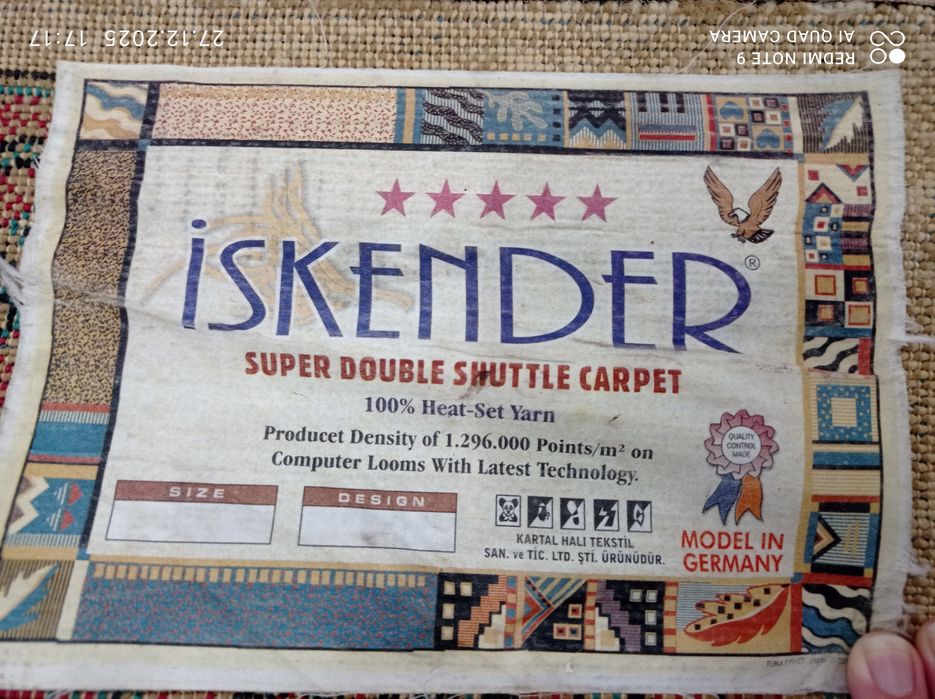 REDMI NOTE 9
AI QUAD CAMERA
27.12.2025 17:17
İSKENDER®
SUPER DOUBLE SHUTTLE CARPET
100% Heat-Set Yarn
Producet Density of 1.296.000 Points/m² on
Computer Looms With Latest Technology.
SIZE
DESIGN
QUALITY
CONTROL
MADE
KARTAL HALI TEKSTİL
SAN. ve TİC. LTD. ŞTİ. ÜRÜNÜDÜR.
MODEL IN
GERMANY